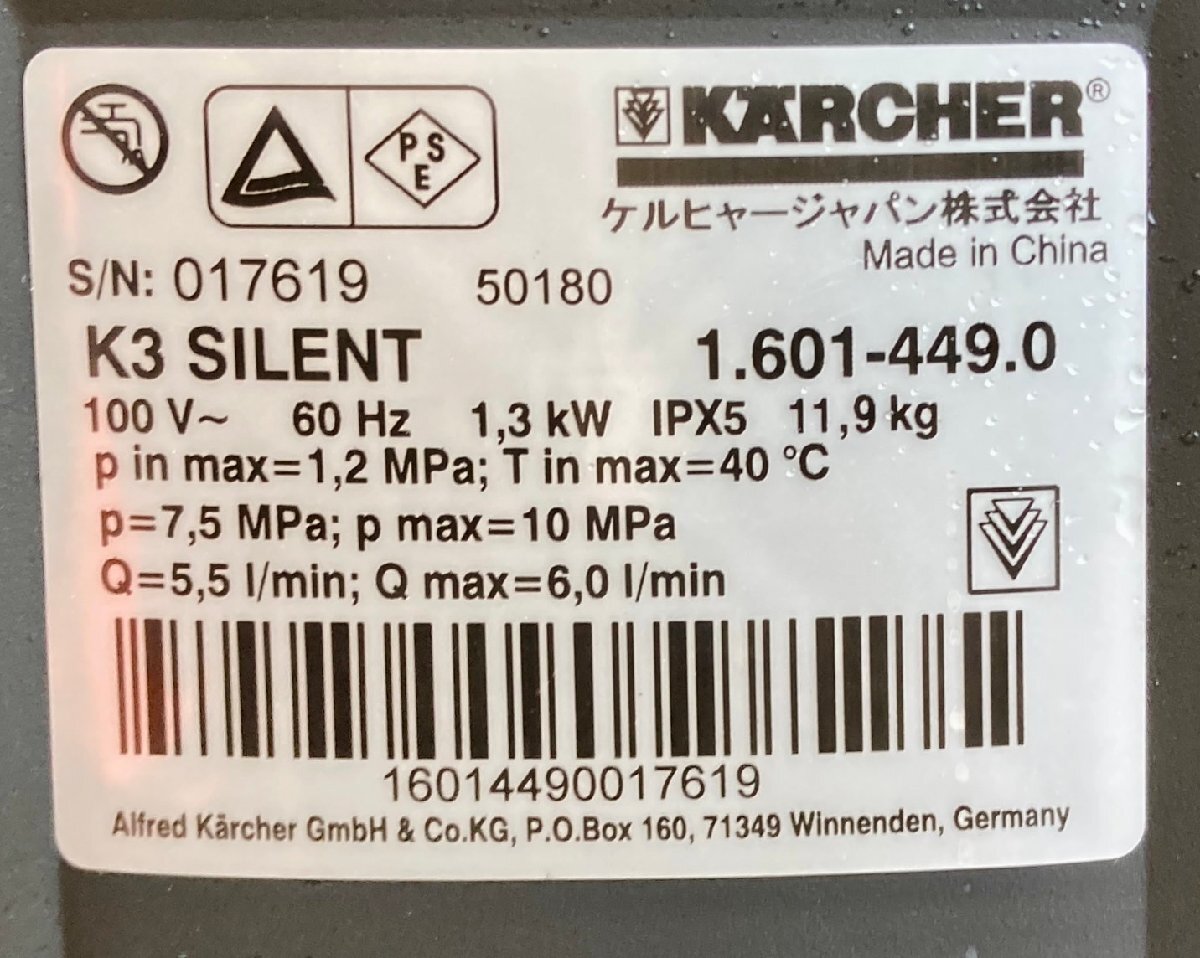 PSE
KÄRCHER®
ケルヒャージャパン株式会社
Made in China
S/N: 017619 50180
K3 SILENT 1.601-449.0
100 V~ 60 Hz 1,3 kW IPX5 11,9 kg
p in max=1,2 MPa; T in max=40 °C
p=7,5 MPa; p max=10 MPa
Q=5,5 l/min; Q max=6,0 l/min
16014490017619
Alfred Kärcher GmbH & Co.KG, P.O.Box 160, 71349 Winnenden, Germany